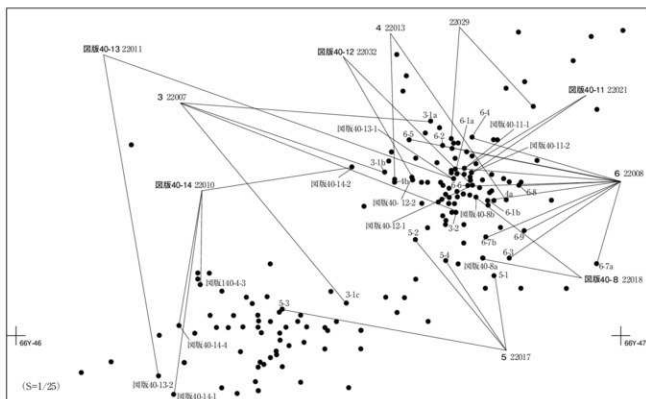 図版40-13 22011
4 22013
22029
図版40-12 22032
図版40-11 22021
3 22007
3-1a
6-4
6-1a
図版40-11-1
図版40-13-1
6-5
6-2
図版40-11-2
3-1b
図版40-14 22010
図版40-14-2
4b
6-6
6 22008
6-8
図版40-12-2
4a
図版40-8b
6-1b
図版40-12-1
3-2
6-9
5-2
6-7b
6-3
5-4
図版40-8a
6-7a
5-1
図版40-8 22018
図版140-4-3
3-1c
5-3
66Y-46
66Y-47
図版40-14-4
5 22017
図版40-13-2
(S=1/25)
図版40-14-1